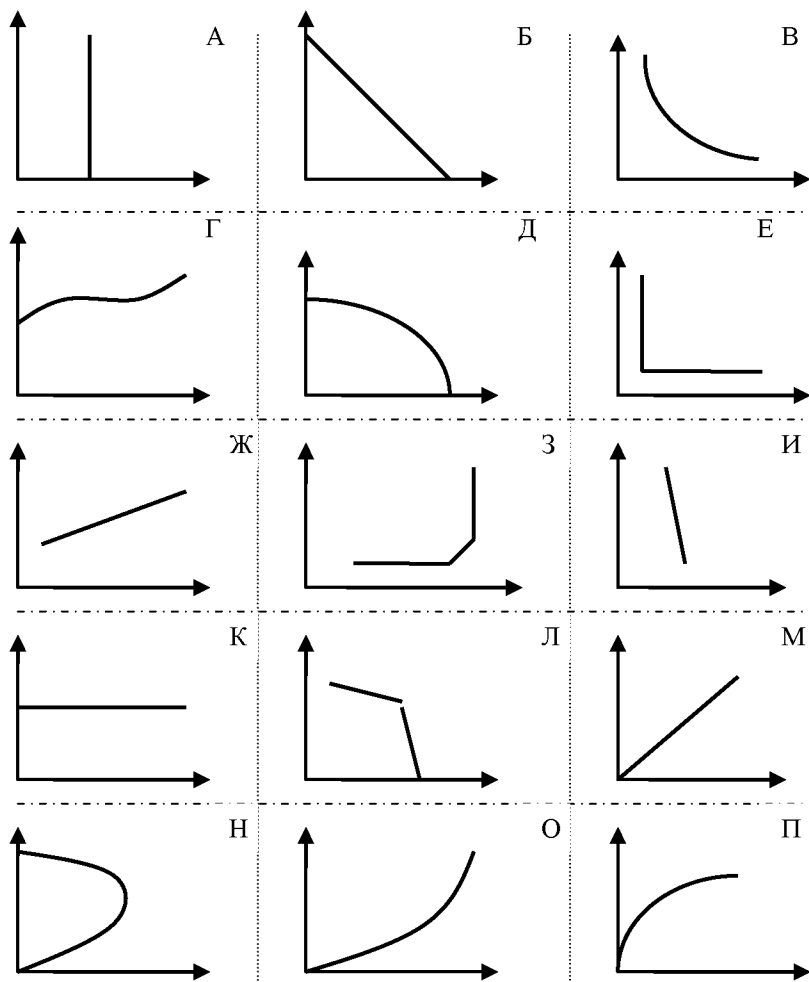 А Б В
Г Д Е
Ж З И
К Л М
Н О П